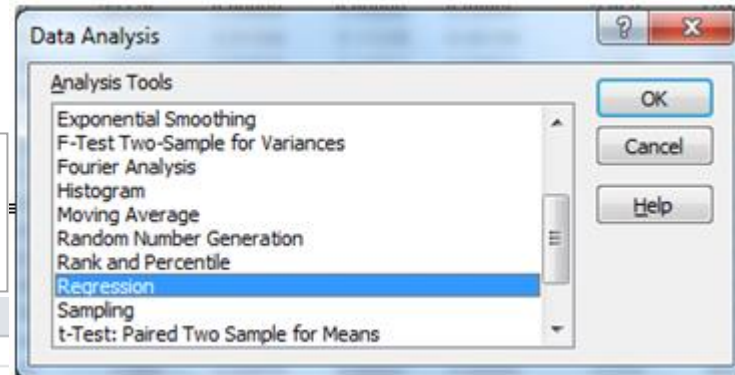 Data Analysis
?
Analysis Tools
Exponential Smoothing
F-Test Two-Sample for Variances
Fourier Analysis
Histogram
Moving Average
Random Number Generation
Rank and Percentile
Regression
Sampling
t-Test: Paired Two Sample for Means
OK
Cancel
Help